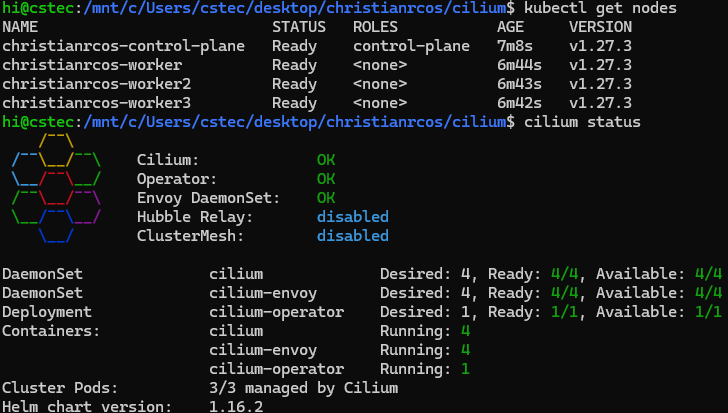 hi@cstec:/mnt/c/Users/cstec/desktop/christianrcos/cilium$ kubectl get nodes
NAME STATUS ROLES AGE VERSION
christianrcos-control-plane Ready control-plane 7m8s v1.27.3
christianrcos-worker Ready <none> 6m44s v1.27.3
christianrcos-worker2 Ready <none> 6m43s v1.27.3
christianrcos-worker3 Ready <none> 6m42s v1.27.3
hi@cstec:/mnt/c/Users/cstec/desktop/christianrcos/cilium$ cilium status
Cilium: OK
Operator: OK
Envoy DaemonSet: OK
Hubble Relay: disabled
ClusterMesh: disabled
DaemonSet cilium Desired: 4, Ready: 4/4, Available: 4/4
DaemonSet cilium-envoy Desired: 4, Ready: 4/4, Available: 4/4
Deployment cilium-operator Desired: 1, Ready: 1/1, Available: 1/1
Containers: cilium Running: 4
cilium-envoy Running: 4
cilium-operator Running: 1
Cluster Pods: 3/3 managed by Cilium
Helm chart version: 1.16.2